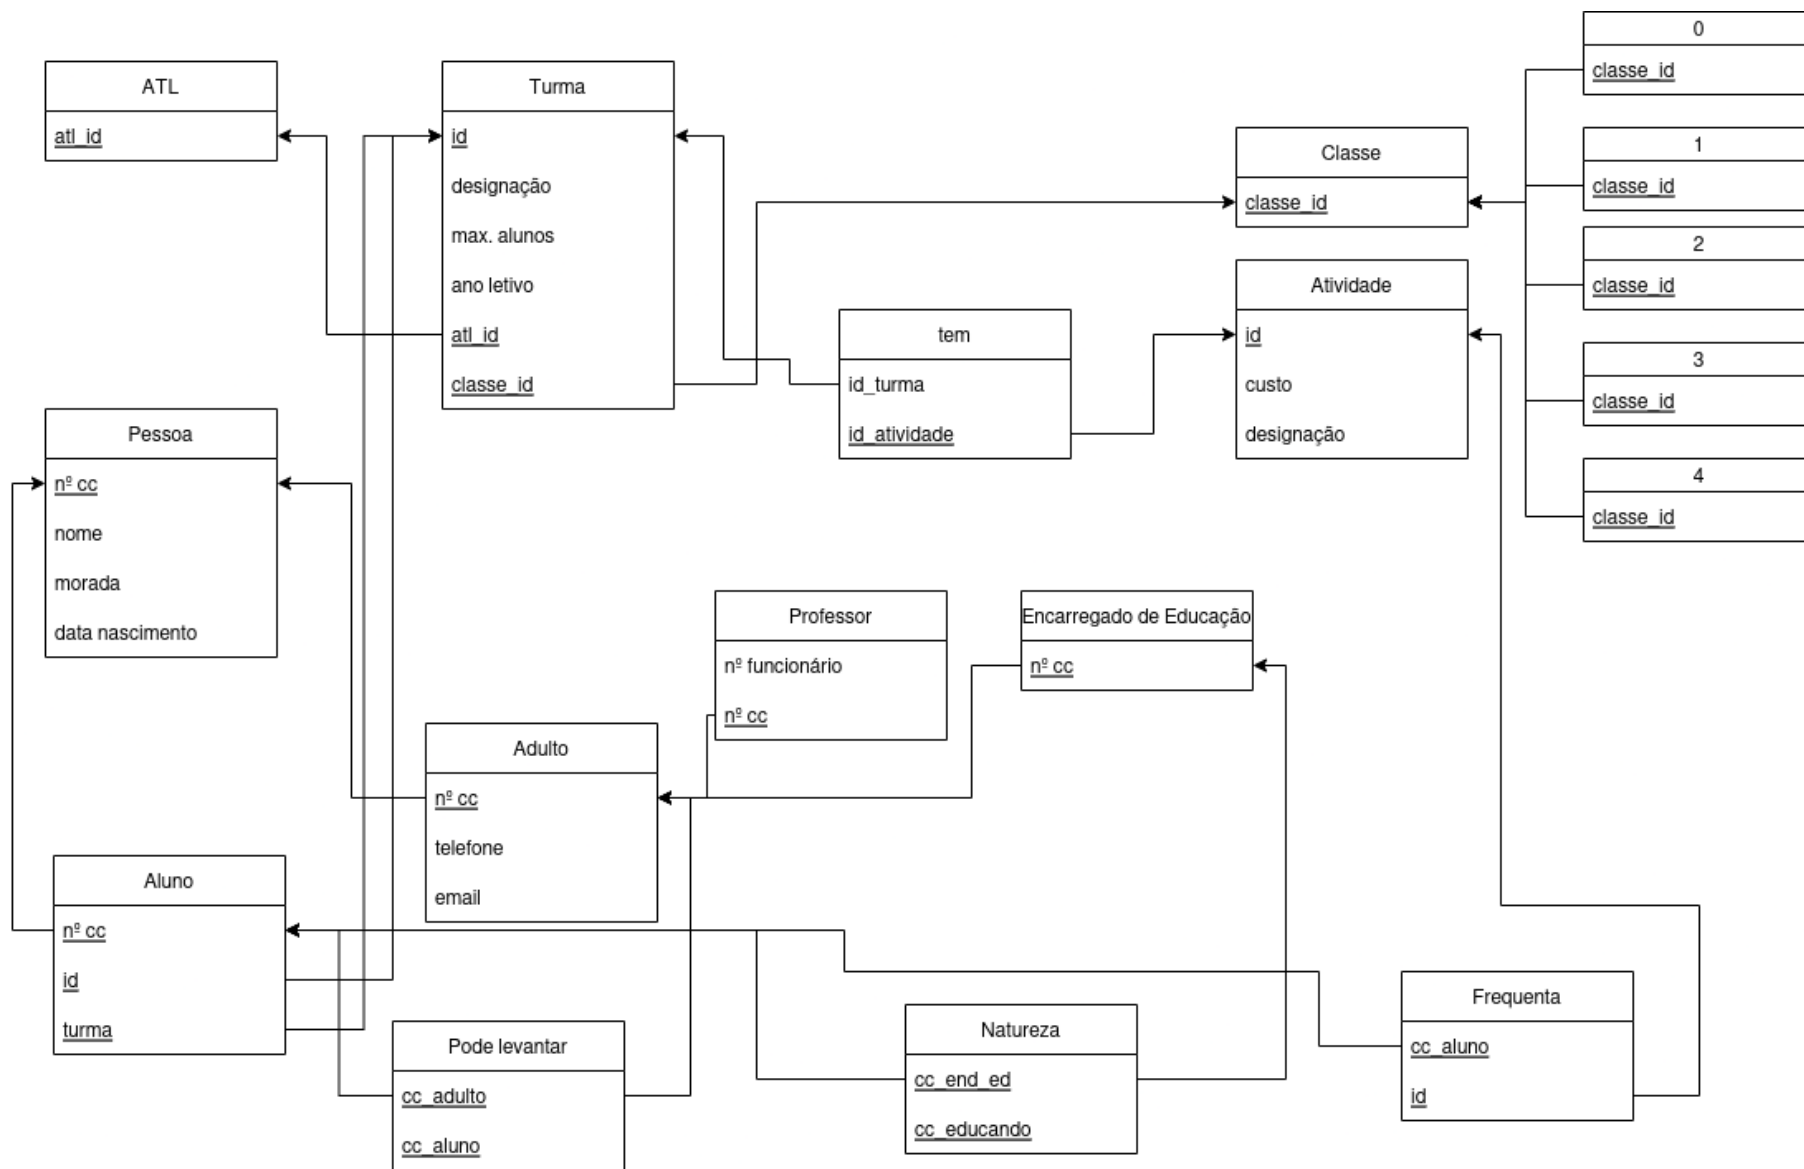 ATL
atl_id
Turma
id
designação
max. alunos
ano letivo
atl_id
classe_id
Classe
classe_id
0
classe_id
1
classe_id
2
classe_id
3
classe_id
4
classe_id
tem
id_turma
id_atividade
Atividade
id
custo
designação
Pessoa
nº cc
nome
morada
data nascimento
Professor
nº funcionário
nº cc
Encarregado de Educação
nº cc
Adulto
nº cc
telefone
email
Aluno
nº cc
id
turma
Pode levantar
cc_adulto
cc_aluno
Natureza
cc_end_ed
cc_educando
Frequenta
cc_aluno
id